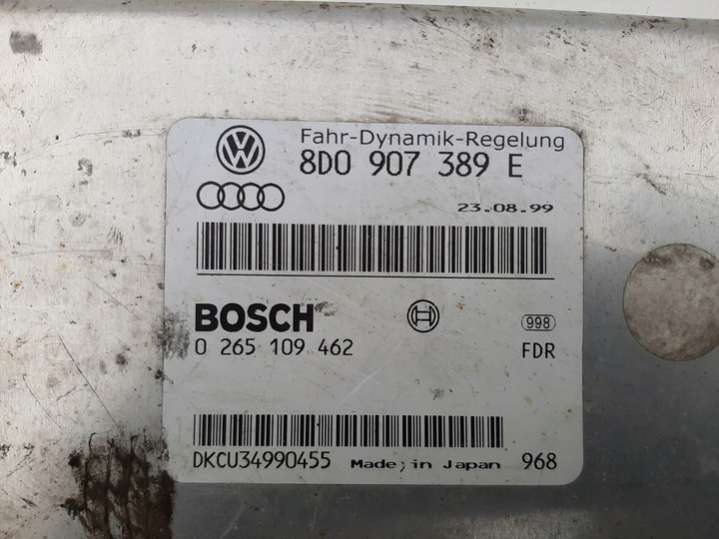 Fahr-Dynamik-Regelung
8D0 907 389 E
23.08.99
BOSCH
998
0 265 109 462
FDR
DKCU34990455 Made in Japan 968